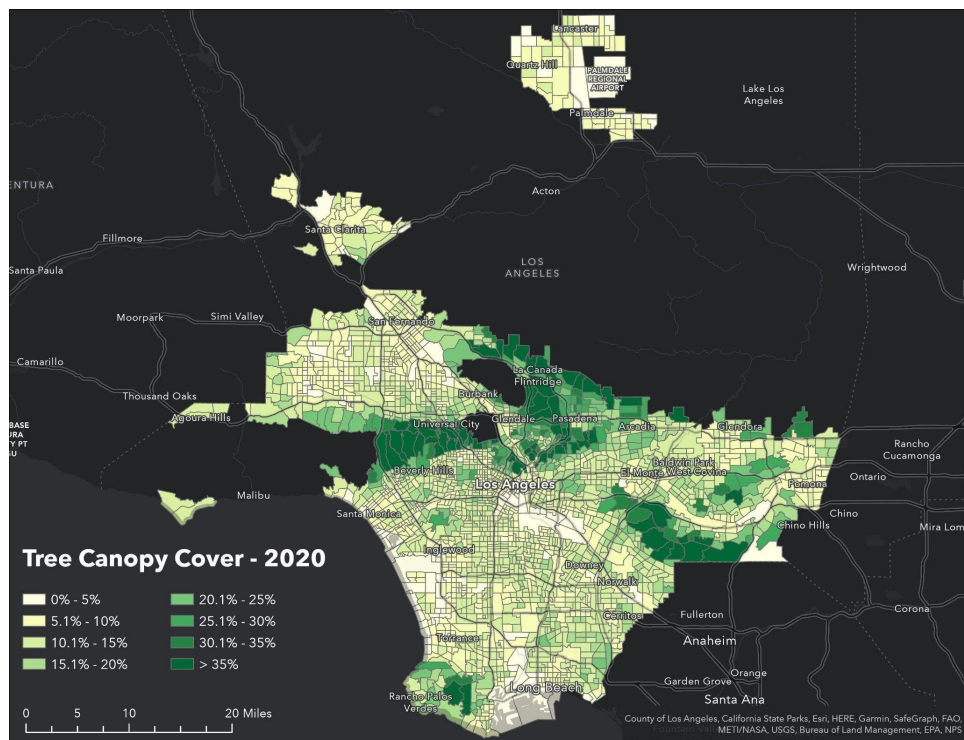 Lancaster
Quartz Hill
PALMDALE
REGIONAL
AIRPORT
Lake Los
Angeles
Palmdale
ENTURA
Acton
Santa Clarita
Fillmore
LOS
ANGELES
Santa Paula
Wrightwood
Moorpark
Simi Valley
San Fernando
Camarillo
La Canada
Flintridge
Thousand Oaks
Burbank
Agoura Hills
BASE
URA
Y PT
GU
Universal City
Glendale
Pasadena
Arcadia
Glendora
Rancho
Cucamonga
Beverly Hills
Baldwin Park
El Monte
West Covina
Ontario
Los Angeles
Pomona
Malibu
Santa Monica
Chino
Chino Hills
Mira Lom
Tree Canopy Cover - 2020
Inglewood
Downey
Norwalk
0% - 5%
5.1% - 10%
10.1% - 15%
15.1% - 20%
20.1% - 25%
25.1% - 30%
30.1% - 35%
> 35%
Cerritos
Fullerton
Corona
Torrance
Anaheim
Orange
Garden Grove
Long Beach
Rancho Palos
Verdes
Santa Ana
0 5 10 20 Miles
County of Los Angeles, California State Parks, Esri, HERE, Garmin, SafeGraph, FAO,
METI/NASA, USGS, Bureau of Land Management, EPA, NPS